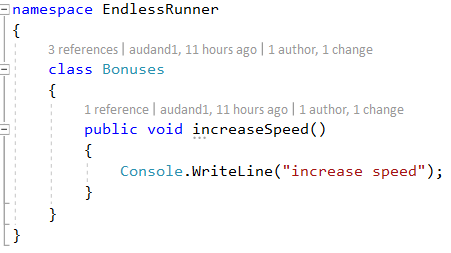 namespace EndlessRunner
{
3 references | audand1, 11 hours ago | 1 author, 1 change
class Bonuses
{
1 reference | audand1, 11 hours ago | 1 author, 1 change
public void increaseSpeed()
{
Console.WriteLine("increase speed");
}
}
}